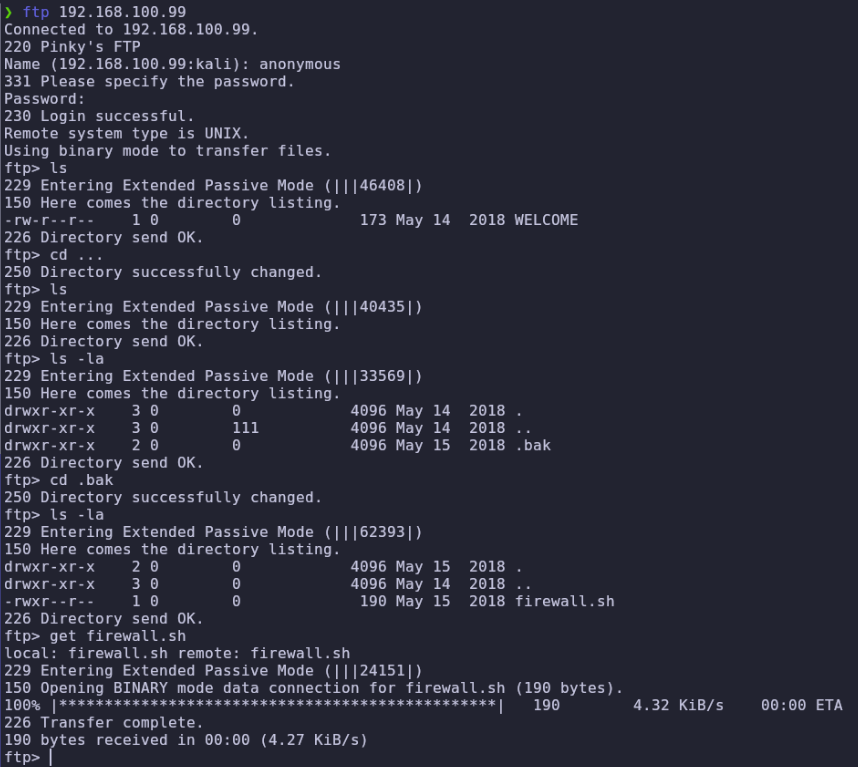 ❯ ftp 192.168.100.99
Connected to 192.168.100.99.
220 Pinky's FTP
Name (192.168.100.99:kali): anonymous
331 Please specify the password.
Password:
230 Login successful.
Remote system type is UNIX.
Using binary mode to transfer files.
ftp> ls
229 Entering Extended Passive Mode (|||46408|)
150 Here comes the directory listing.
-rw-r--r--    1 0        0             173 May 14  2018 WELCOME
226 Directory send OK.
ftp> cd ...
250 Directory successfully changed.
ftp> ls
229 Entering Extended Passive Mode (|||40435|)
150 Here comes the directory listing.
226 Directory send OK.
ftp> ls -la
229 Entering Extended Passive Mode (|||33569|)
150 Here comes the directory listing.
drwxr-xr-x    3 0        0            4096 May 14  2018 .
drwxr-xr-x    3 0        111          4096 May 14  2018 ..
drwxr-xr-x    2 0        0            4096 May 15  2018 .bak
226 Directory send OK.
ftp> cd .bak
250 Directory successfully changed.
ftp> ls -la
229 Entering Extended Passive Mode (|||62393|)
150 Here comes the directory listing.
drwxr-xr-x    2 0        0            4096 May 15  2018 .
drwxr-xr-x    3 0        0            4096 May 14  2018 ..
-rwxr--r--    1 0        0             190 May 15  2018 firewall.sh
226 Directory send OK.
ftp> get firewall.sh
local: firewall.sh remote: firewall.sh
229 Entering Extended Passive Mode (|||24151|)
150 Opening BINARY mode data connection for firewall.sh (190 bytes).
100% |************************************************|   190        4.32 KiB/s    00:00 ETA
226 Transfer complete.
190 bytes received in 00:00 (4.27 KiB/s)
ftp>